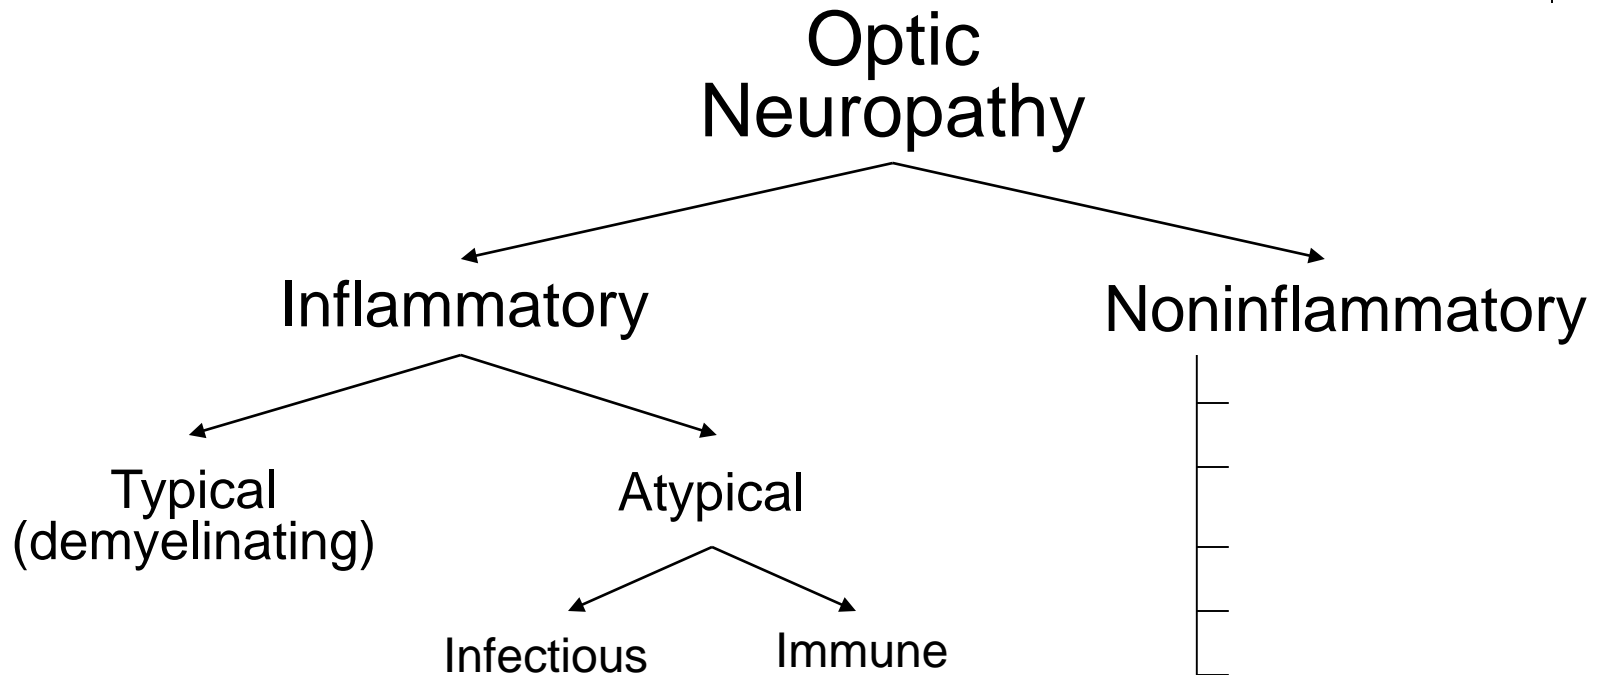 Optic
Neuropathy
Inflammatory
Noninflammatory
Typical
(demyelinating)
Atypical
Infectious
Immune